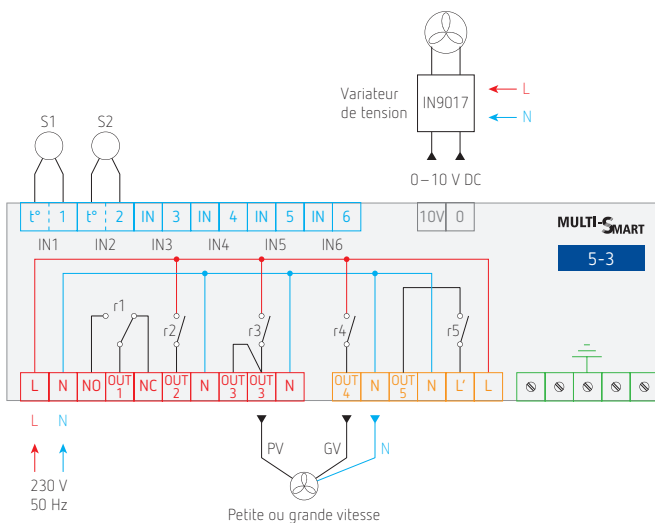 Variateur
de tension
IN9017
L
N
S1 S2
0–10 V DC
t° 1 t° 2 IN 3 IN 4 IN 5 IN 6 10V 0
IN1 IN2 IN3 IN4 IN5 IN6
MULTI-SMART
5-3
r1 r2 r3 r4 r5
L N NO OUT 1 NC OUT 2 N OUT 3 OUT 3 N OUT 4 N OUT 5 N L' L
L N
PV GV N
230 V
50 Hz
Petite ou grande vitesse